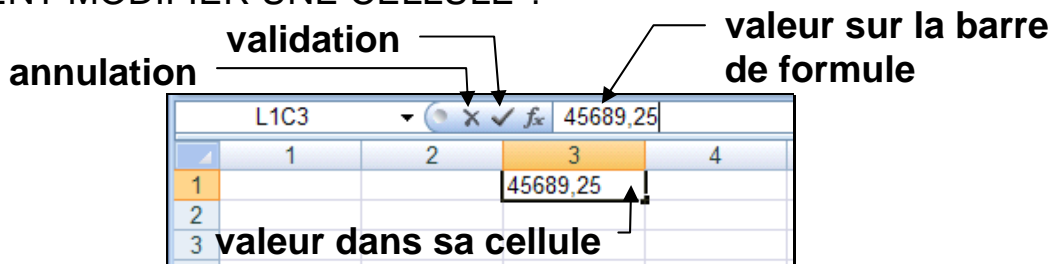 ENT MODIFIER UNE CELLULE ?
validation
valeur sur la barre
de formule
annulation
L1C3 fx 45689,25
1 2 3 4
1 45689,25
2
3 valeur dans sa cellule